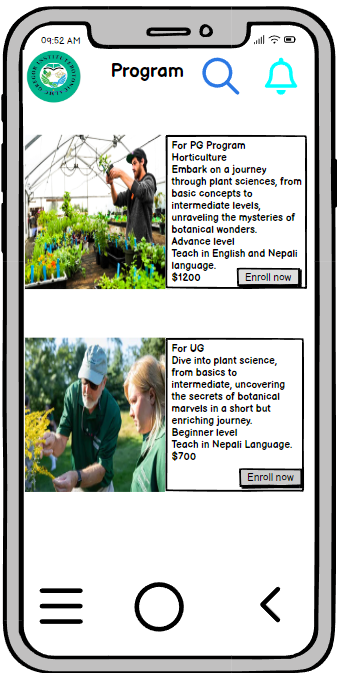 09:52 AM
Program
For PG Program
Horticulture
Embark on a journey
through plant sciences, from
basic concepts to
intermediate levels,
unraveling the mysteries of
botanical wonders.
Advance level
Teach in English and Nepali
language.
$1200
Enroll now
For UG
Dive into plant science,
from basics to
intermediate, uncovering
the secrets of botanical
marvels in a short but
enriching journey.
Beginner level
Teach in Nepali Language.
$700
Enroll now